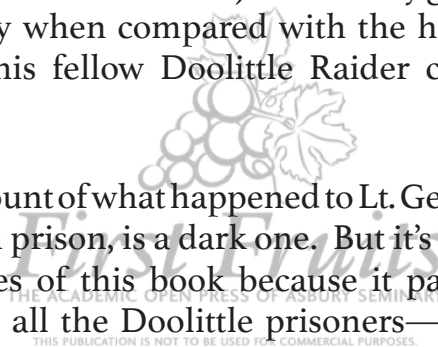 y when compared with the h
his fellow Doolittle Raider c
ount of what happened to Lt. Ge
prison, is a dark one. But it's
First Fruits
es of this book because it pa
THE ACADEMIC OPEN PRESS OF ASBURY SEMINARY
all the Doolittle prisoners—
THIS PUBLICATION IS NOT TO BE USED FOR COMMERCIAL PURPOSES.